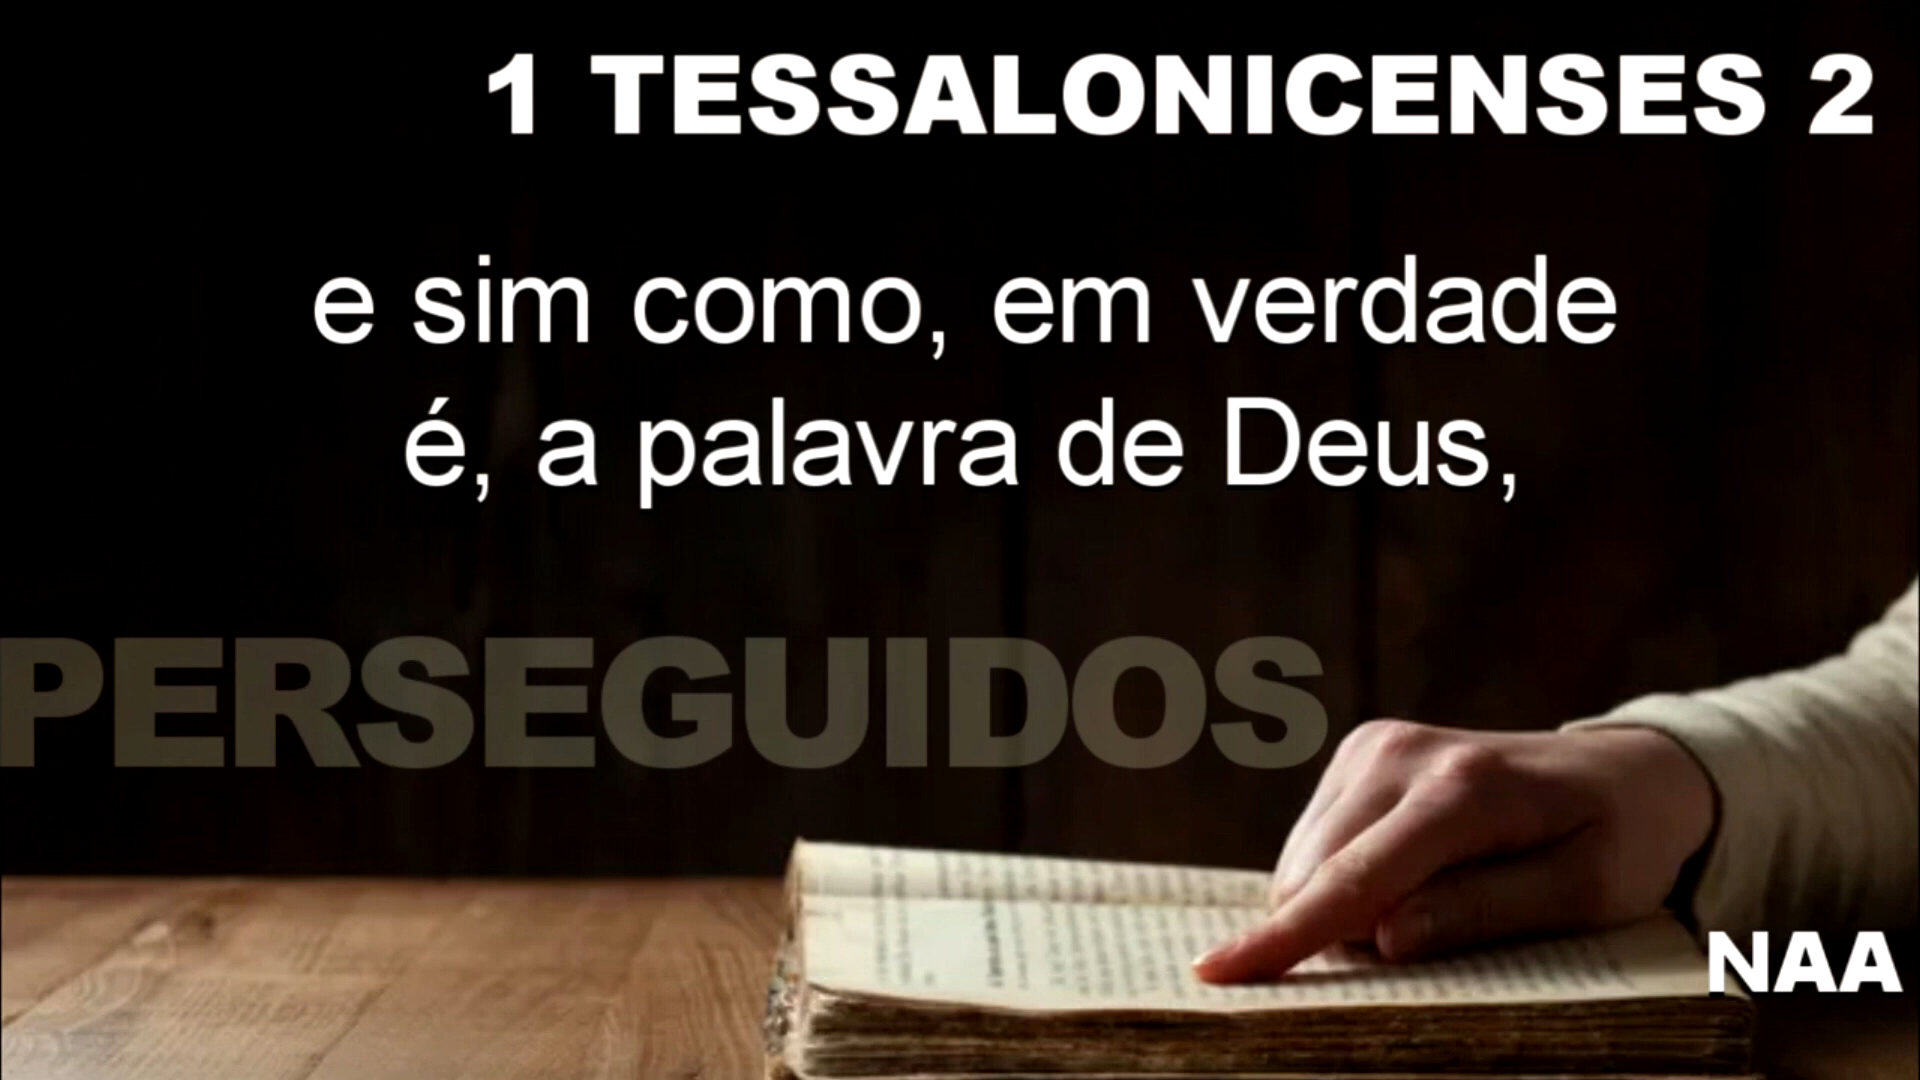 1 TESSALONICENSES 2
e sim como, em verdade
é, a palavra de Deus,
PERSEGUIDOS
NAA